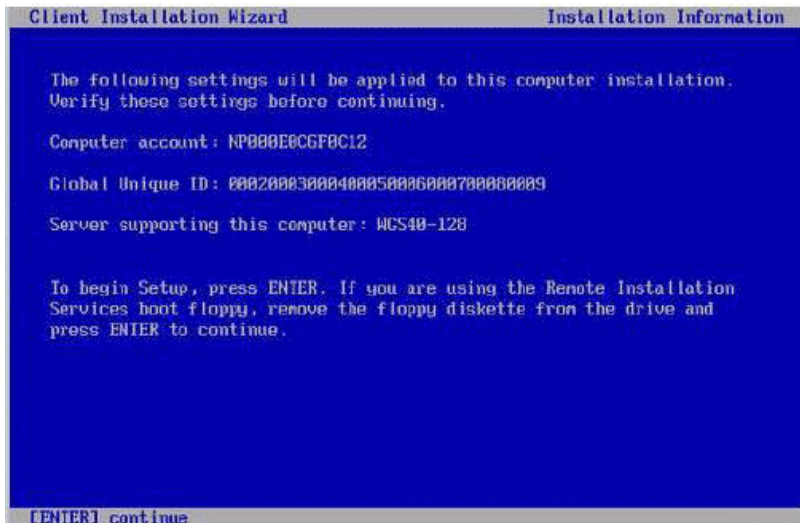 Client Installation Wizard Installation Information
The following settings will be applied to this computer installation.
Verify these settings before continuing.
Computer account: NP000E0CGF0C12
Global Unique ID: 00020003000400050006000700080009
Server supporting this computer: WCS40-128
To begin Setup, press ENTER. If you are using the Remote Installation
Services boot floppy, remove the floppy diskette from the drive and
press ENTER to continue.
[ENTER] continue